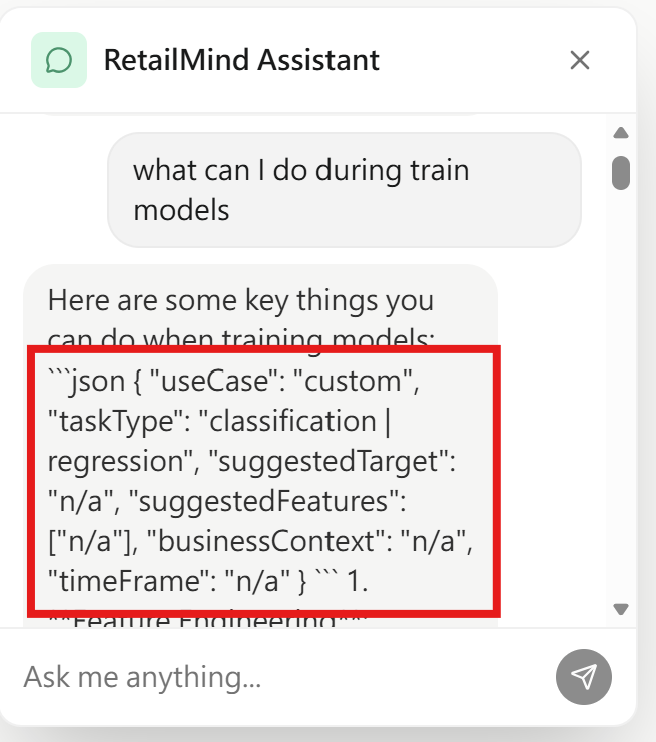 RetailMind Assistant
what can I do during train
models
Here are some key things you
can do when training models:
```json { "useCase": "custom",
"taskType": "classification |
regression", "suggestedTarget":
"n/a", "suggestedFeatures":
["n/a"], "businessContext": "n/a",
"timeFrame": "n/a" } ``` 1.
**Feature Engineering**:
Ask me anything...